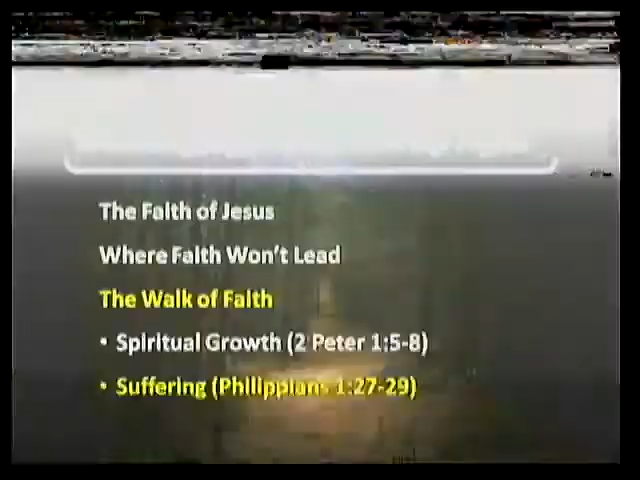 The Faith of Jesus
Where Faith Won't Lead
The Walk of Faith
• Spiritual Growth (2 Peter 1:5-8)
• Suffering (Philippians 1:27-29)